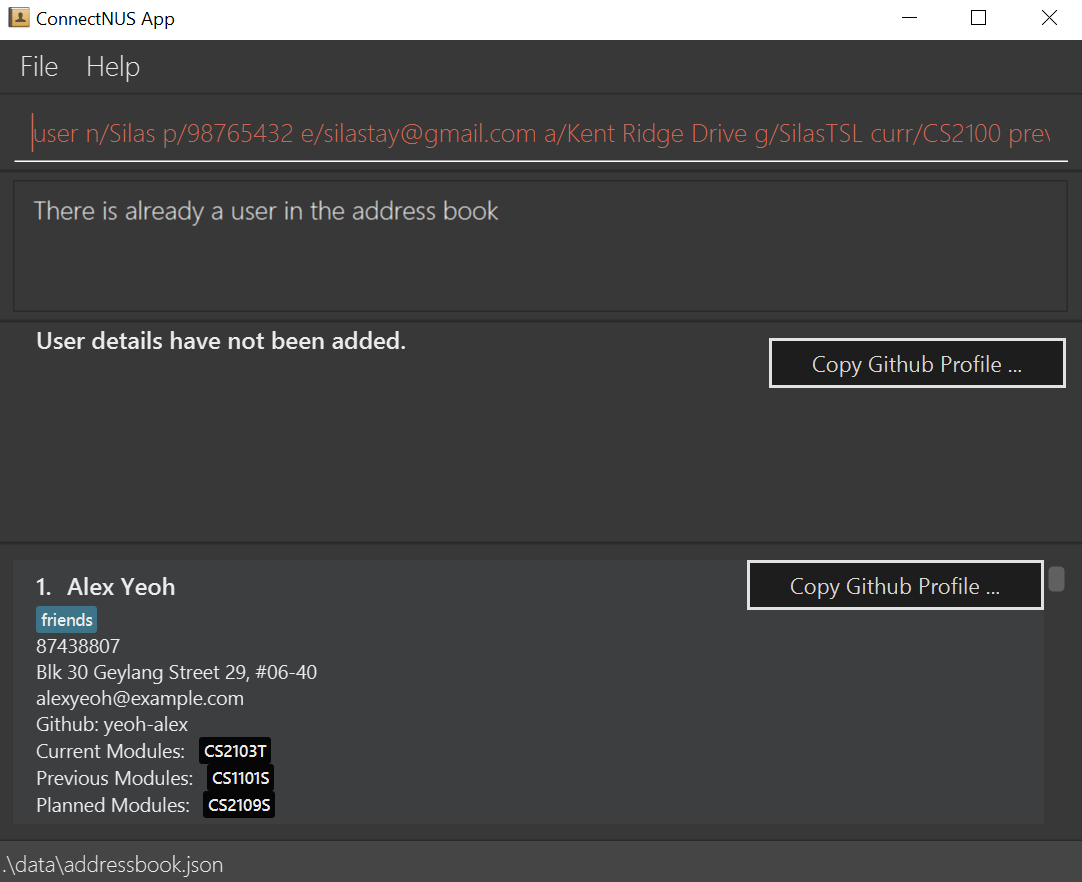 ConnectNUS App
File Help
user n/Silas p/98765432 e/silastay@gmail.com a/Kent Ridge Drive g/SilasTSL curr/CS2100 prev
There is already a user in the address book
User details have not been added.
Copy Github Profile ...
1. Alex Yeoh
Copy Github Profile ...
friends
87438807
Blk 30 Geylang Street 29, #06-40
alexyeoh@example.com
Github: yeoh-alex
Current Modules: CS2103T
Previous Modules: CS1101S
Planned Modules: CS2109S
.\data\addressbook.json